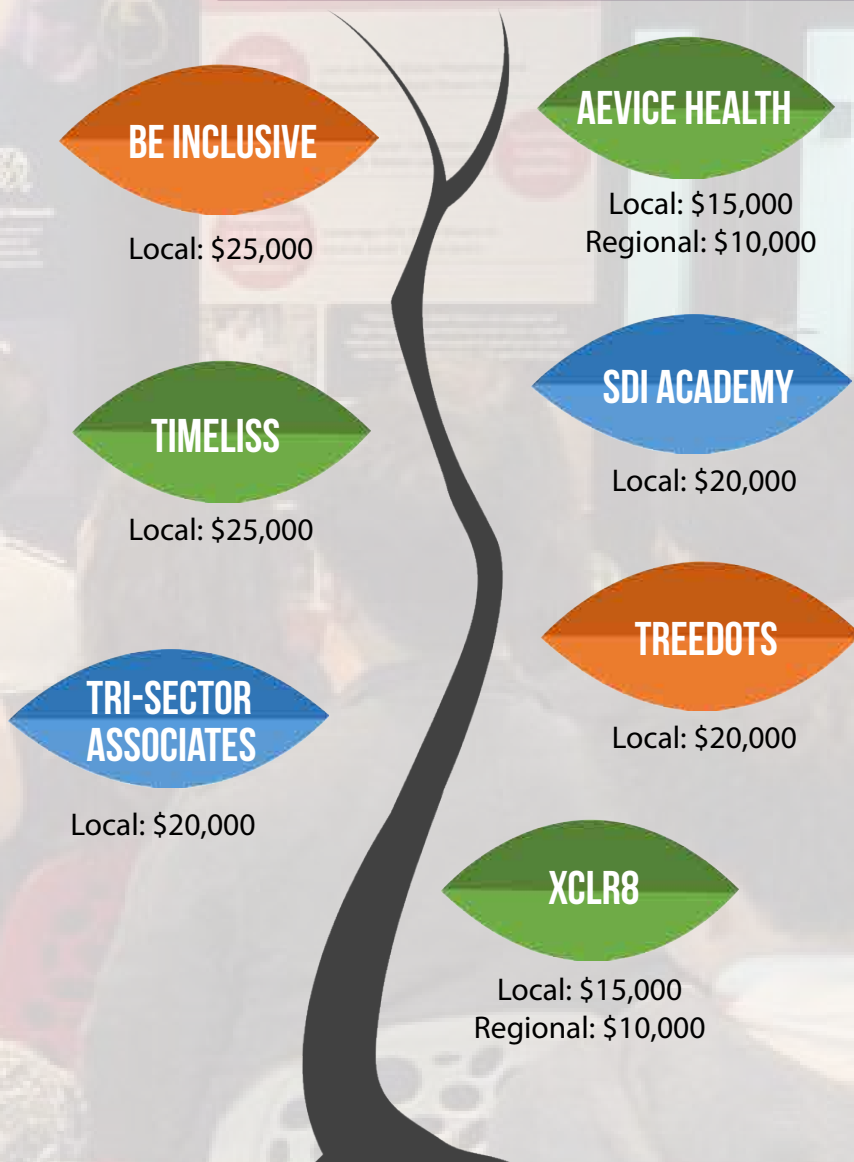 BE INCLUSIVE
Local: $25,000
AEVICE HEALTH
Local: $15,000
Regional: $10,000
TIMELISS
Local: $25,000
SDI ACADEMY
Local: $20,000
TRI-SECTOR
ASSOCIATES
Local: $20,000
TREEDOTS
Local: $20,000
XCLR8
Local: $15,000
Regional: $10,000